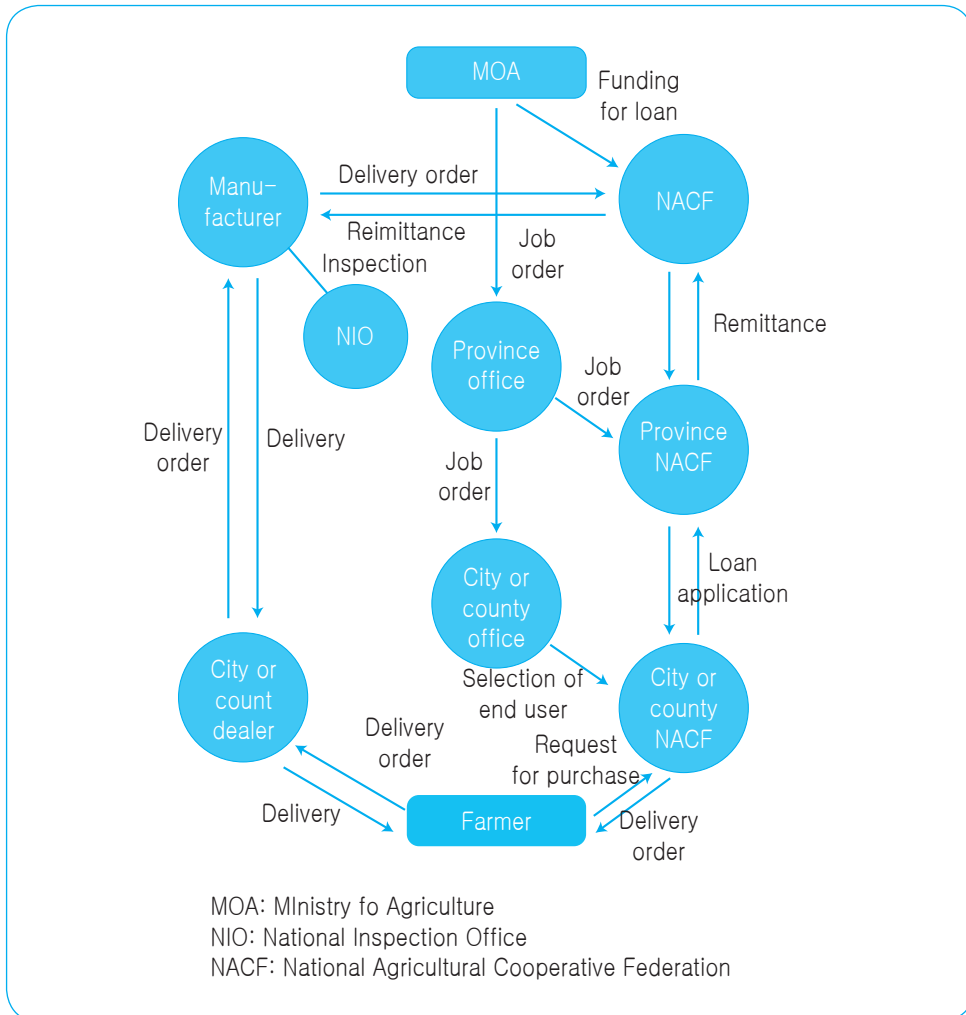 MOA
Funding
for loan
Manu-
facturer
Delivery order
NACF
Reimittance
Inspection
Job
order
NIO
Province
office
Remittance
Job
order
Delivery
order
Delivery
Province
NACF
Job
order
City or
county
office
Loan
application
City or
count
dealer
Selection of
end user
City or
county
NACF
Delivery
order
Request
for purchase
Delivery
Farmer
Delivery
order
MOA: MInistry fo Agriculture
NIO: National Inspection Office
NACF: National Agricultural Cooperative Federation